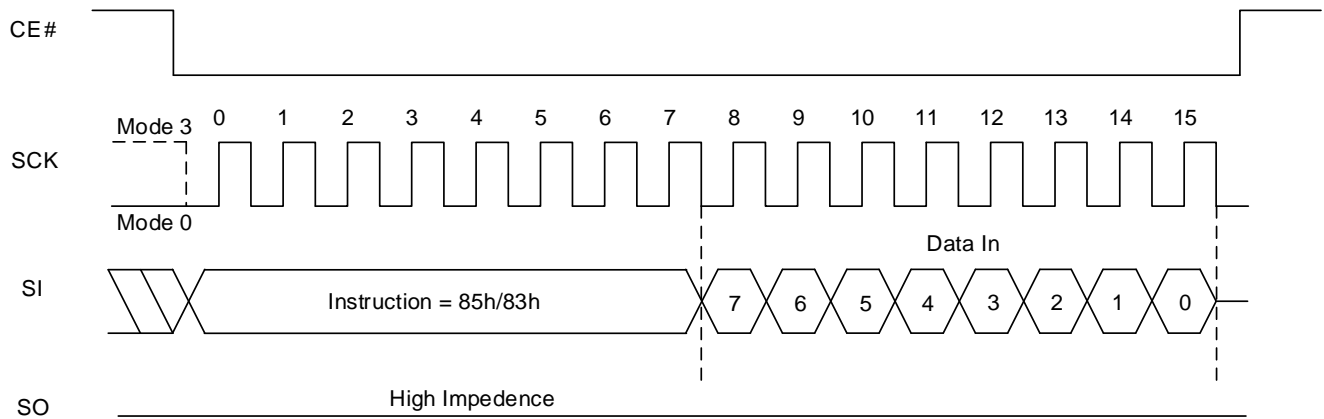 CE#
Mode 3
0 1 2 3 4 5 6 7 8 9 10 11 12 13 14 15
SCK
Mode 0
Data In
SI
Instruction = 85h/83h
7 6 5 4 3 2 1 0
High Impedence
SO